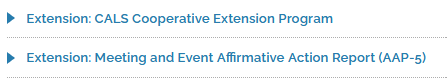 Extension: CALS Cooperative Extension Program
Extension: Meeting and Event Affirmative Action Report (AAP-5)